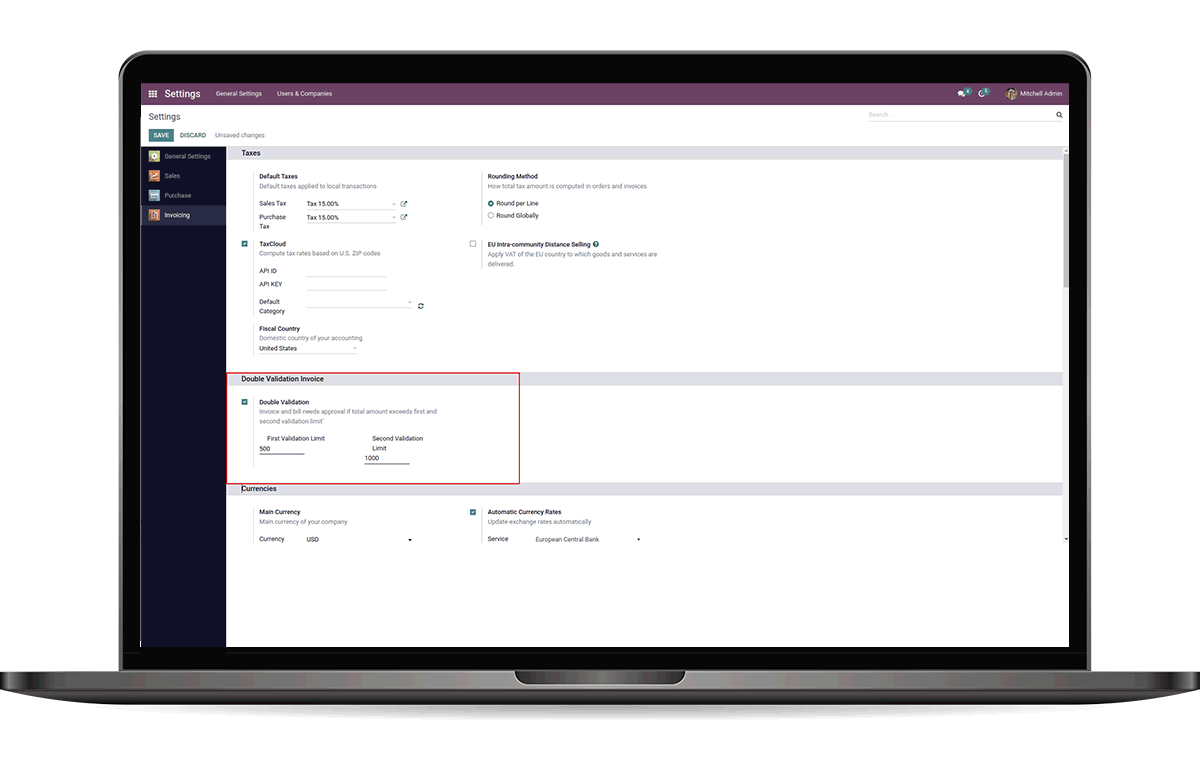 Settings General Settings Users & Companies Mitchell Admin
Settings
Search...
SAVE DISCARD Unsaved changes
General Settings
Sales
Purchase
Invoicing
Taxes
Default Taxes
Default taxes applied to local transactions
Sales Tax Tax 15.00%
Purchase Tax 15.00%
Tax
Rounding Method
How total tax amount is computed in orders and invoices
Round per Line
Round Globally
TaxCloud
Compute tax rates based on U.S. ZIP codes
API ID
API KEY
Default
Category
EU Intra-community Distance Selling ?
Apply VAT of the EU country to which goods and services are
delivered.
Fiscal Country
Domestic country of your accounting
United States
Double Validation Invoice
Double Validation
Invoice and bill needs approval if total amount exceeds first and
second validation limit'
First Validation Limit
500
Second Validation
Limit
1000
Currencies
Main Currency
Main currency of your company
Currency USD
Automatic Currency Rates
Update exchange rates automatically
Service European Central Bank